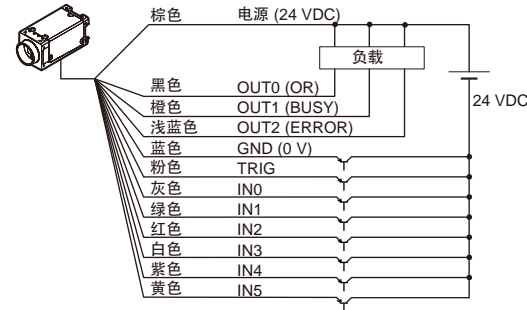 棕色 电源 (24 VDC)
负载
24 VDC
黑色 OUT0 (OR)
橙色 OUT1 (BUSY)
浅蓝色 OUT2 (ERROR)
蓝色 GND (0 V)
粉色 TRIG
灰色 IN0
绿色 IN1
红色 IN2
白色 IN3
紫色 IN4
黄色 IN5